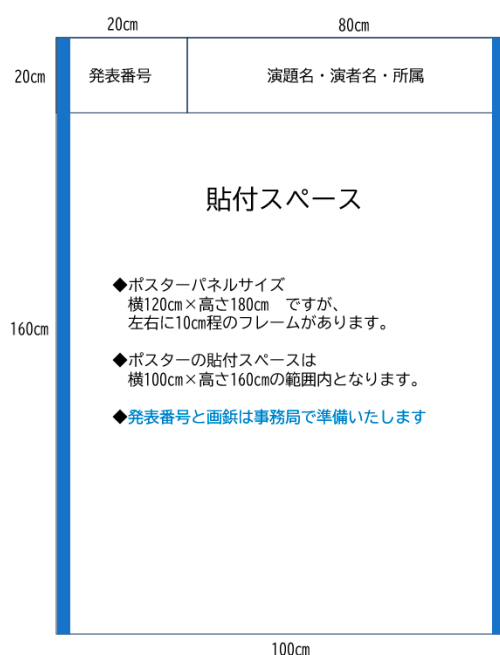 20cm
80cm
20cm
発表番号
演題名・演者名・所属
貼付スペース
◆ポスターパネルサイズ
横120cm×高さ180cm　ですが、
左右に10cm程のフレームがあります。
160cm
◆ポスターの貼付スペースは
横100cm×高さ160cmの範囲内となります。
◆発表番号と画鋲は事務局で準備いたします
100cm